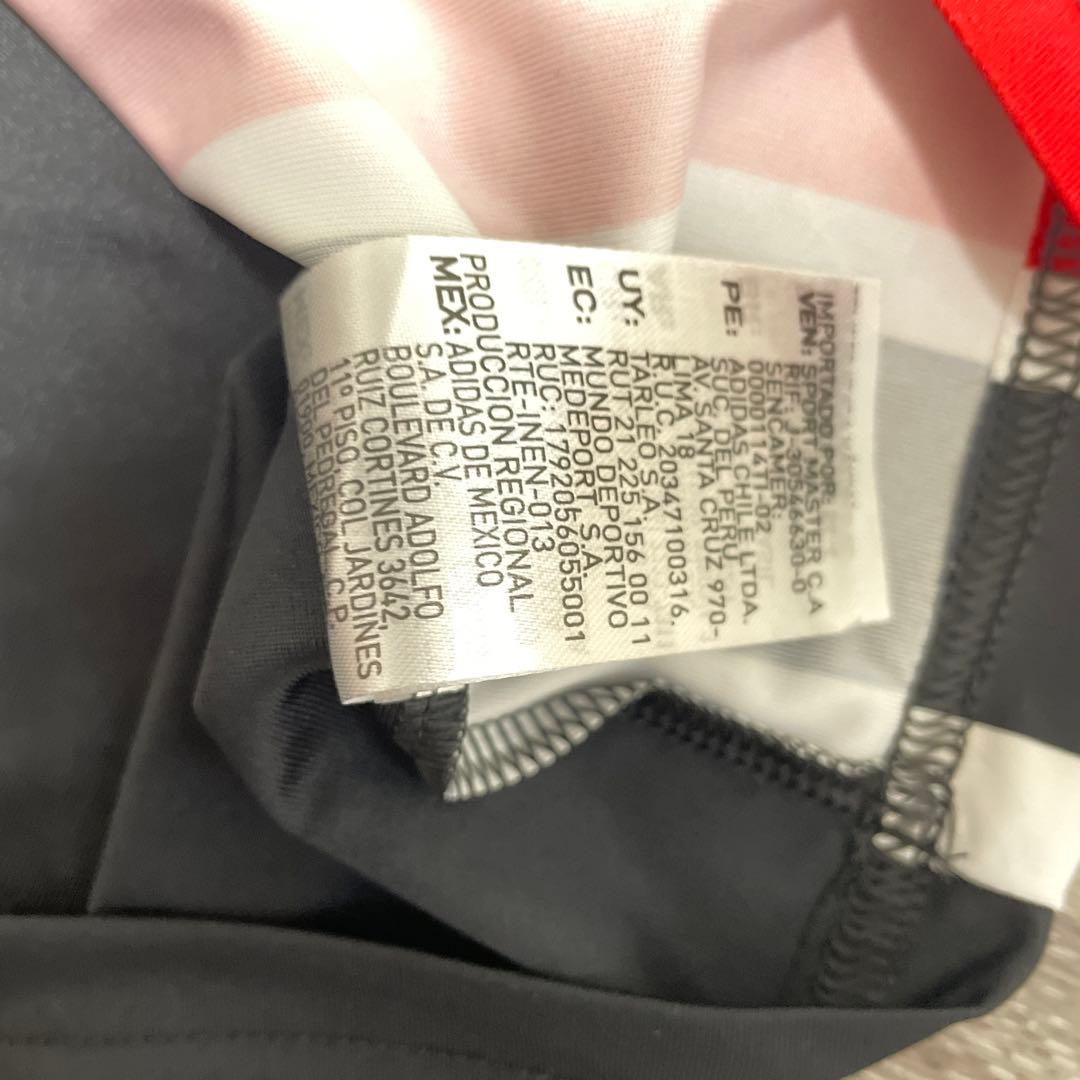 IMPORTADO POR:
VEN: SPORT MASTER C.A
RIF: J-30546630-0
SENCAMER:
000011411-02
PE: ADIDAS CHILE LTDA.
SUC. DEL PERU
AV. SANTA CRUZ 970-
LIMA 18
R.U.C. 20347100316.
UY: TARLEO S.A.
RUT 21 225 156 00 11
MUNDO DEPORTIVO
EC: MEDEPORT S.A.
RUC: 1792056055001
RTE-INEN-013
PRODUCCION REGIONAL
MEX: ADIDAS DE MEXICO
S.A. DE C.V.
BOULEVARD ADOLFO
RUIZ CORTINES 3642,
11º PISO, COL JARDINES
DEL PEDREGAL C.P.